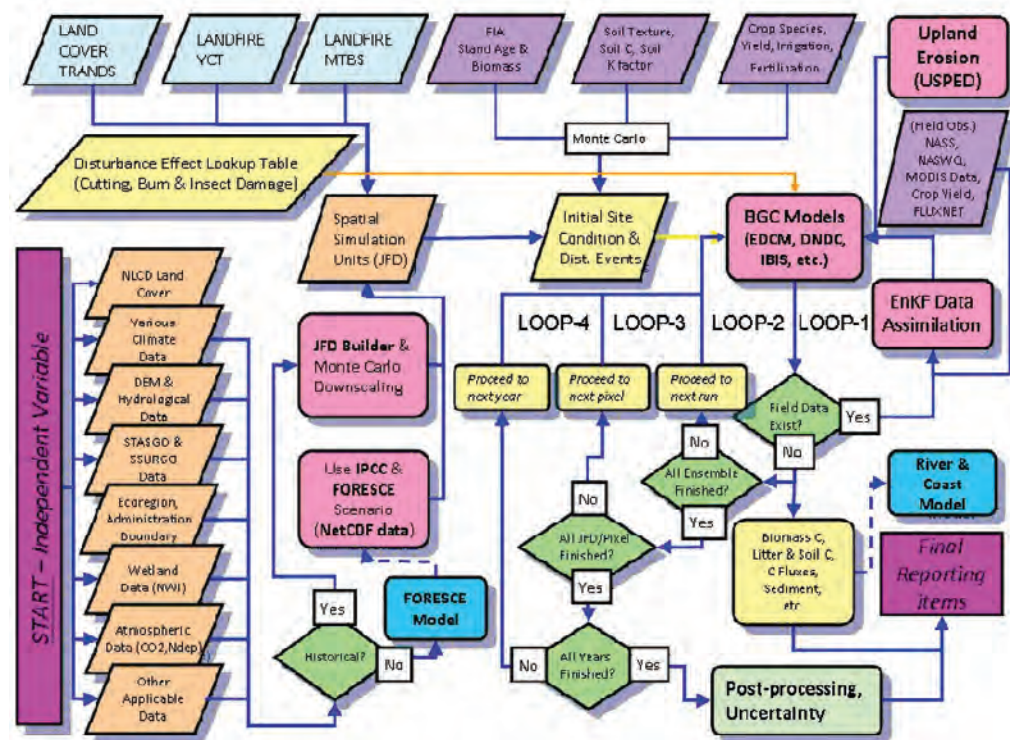 LAND
COVER
TRANDS
LANDFIRE
YCT
LANDFIRE
MTBS
FIA
Stand Age &
Biomass
Soil Texture,
Soil C, Soil
K factor
Crop Species,
Yield, Irrigation,
Fertilization
Upland
Erosion
(USPED)
Monte Carlo
Disturbance Effect Lookup Table
(Cutting, Burn & Insect Damage)
(Field Obs.)
NASS,
NASWQ,
MODIS Data,
Crop Yield,
FLUXNET
Spatial
Simulation
Units (JFD)
Initial Site
Condition &
Dist. Events
BGC Models
(EDCM, DNDC,
IBIS, etc.)
EnKF Data
Assimilation
START – Independent Variable
NLCD Land
Cover
Various
Climate
Data
DEM &
Hydrological
Data
STASGO &
SSURGO
Data
Ecoregion,
Administration
Boundary
Wetland
Data (NWI)
Atmospheric
Data (CO2,Ndep)
Other
Applicable
Data
JFD Builder &
Monte Carlo
Downscaling
Use IPCC &
FORESCE
Scenario
(NetCDF data)
Yes
Historical?
No
FORESCE
Model
LOOP-4
LOOP-3
LOOP-2
LOOP-1
Proceed to
next year
Proceed to
next pixel
Proceed to
next run
Field Data
Exist?
Yes
No
No
All Ensemble
Finished?
Yes
No
All JFD/Pixel
Finished?
Yes
No
All Years
Finished?
Yes
Biomass C,
Litter & Soil C,
C Fluxes,
Sediment,
etc
River &
Coast
Model
Final
Reporting
items
Post-processing,
Uncertainty